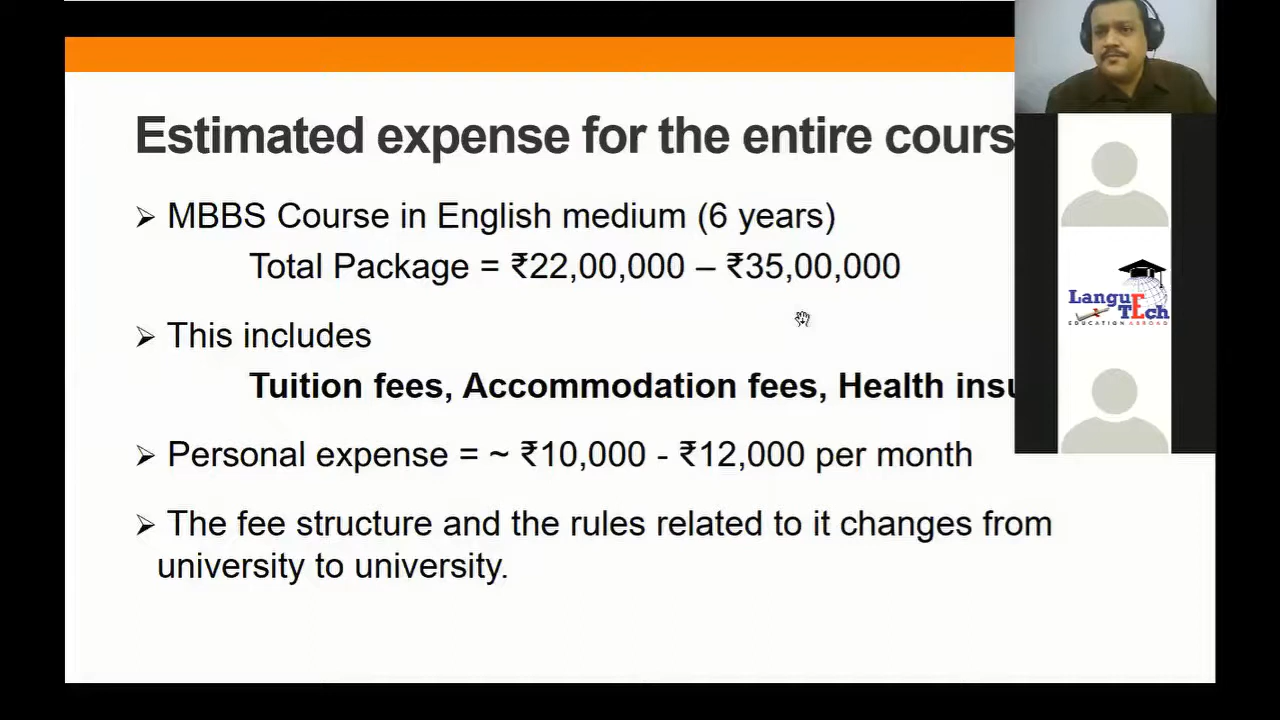 Estimated expense for the entire cours
➢ MBBS Course in English medium (6 years)
Total Package = ₹22,00,000 – ₹35,00,000
➢ This includes
Tuition fees, Accommodation fees, Health insu
➢ Personal expense = ~ ₹10,000 - ₹12,000 per month
➢ The fee structure and the rules related to it changes from
university to university.
LanguEtEch
EDUCATION ABROAD